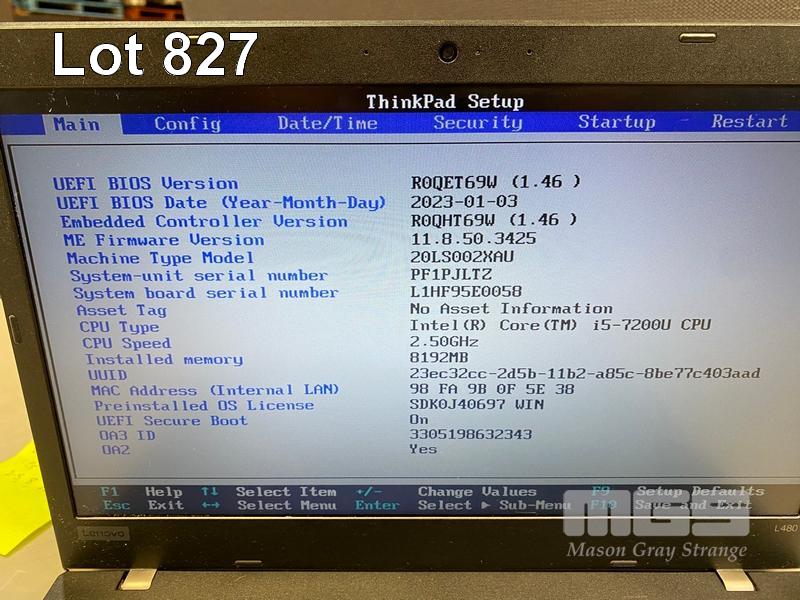 Lot 827
ThinkPad Setup
Main Config Date/Time Security Startup Restart
UEFI BIOS Version R0QET69W (1.46 )
UEFI BIOS Date (Year-Month-Day) 2023-01-03
Embedded Controller Version R0QHT69W (1.46 )
ME Firmware Version 11.8.50.3425
Machine Type Model 20LS002XAU
System-unit serial number PF1PJLTZ
System board serial number L1HF95E0058
Asset Tag No Asset Information
CPU Type Intel(R) Core(TM) i5-7200U CPU
CPU Speed 2.50GHz
Installed memory 8192MB
UUID 23ec32cc-2d5b-11b2-a85c-8be77c403aad
MAC Address (Internal LAN) 98 FA 9B 0F 5E 38
Preinstalled OS License SDK0J40697 WIN
UEFI Secure Boot On
OA3 ID 3305198632343
OA2 Yes
F1 Help ↑↓ Select Item +/- Change Values F9 Setup Defaults
Esc Exit ↔ Select Menu Enter Select ▶ Sub-Menu F10 Save and Exit
MGS
Mason Gray Strange
Lenovo
L480